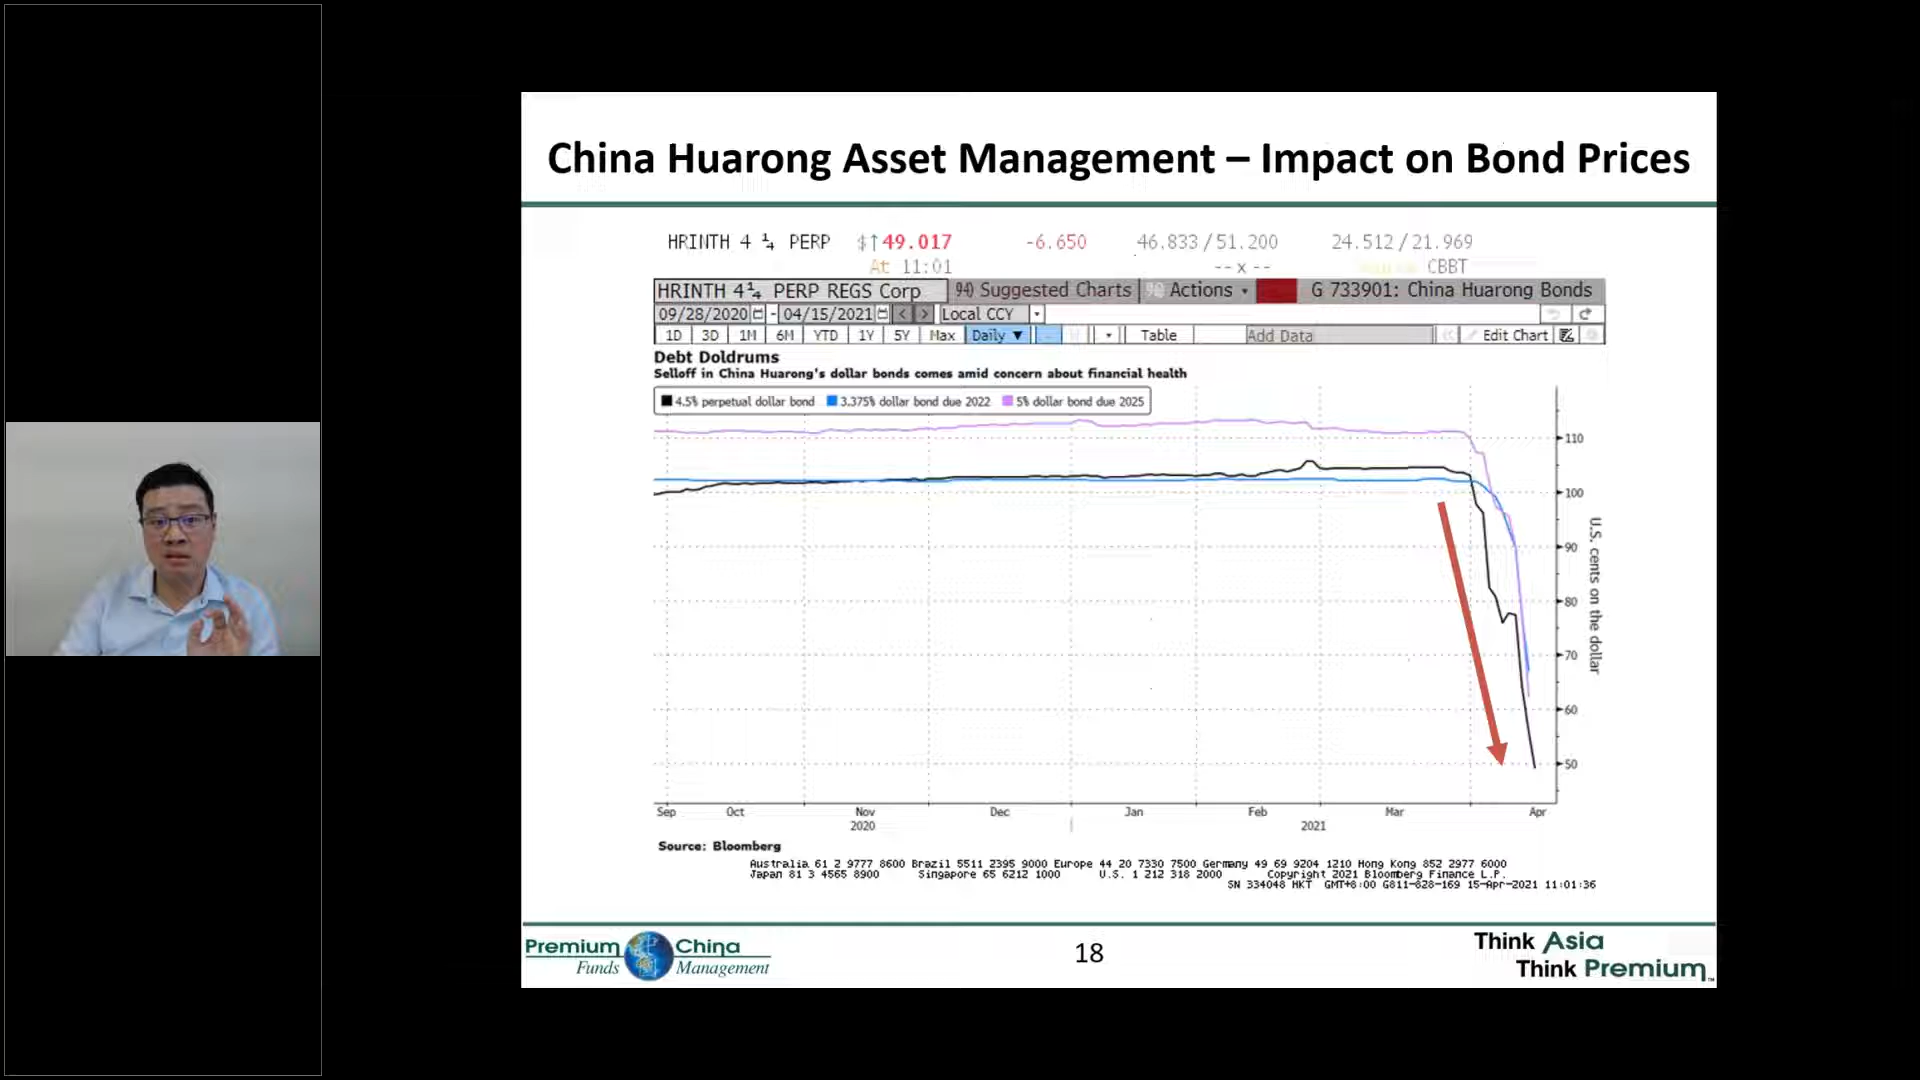 China Huarong Asset Management – Impact on Bond Prices
HRINTH 4 ¼ PERP $↑49.017 -6.650 46.833/51.200 24.512/21.969
At 11:01 --x-- CBBT
HRINTH 4¼ PERP REGS Corp 94) Suggested Charts Actions G 733901: China Huarong Bonds
09/28/2020 - 04/15/2021 < > Local CCY
1D 3D 1M 6M YTD 1Y 5Y Max Daily ▼ Table Add Data Edit Chart
Debt Doldrums
Selloff in China Huarong's dollar bonds comes amid concern about financial health
4.5% perpetual dollar bond 3.375% dollar bond due 2022 5% dollar bond due 2025
110
100
90
80
70
60
50
U.S. cents on the dollar
Sep Oct Nov Dec Jan Feb Mar Apr
2020 2021
Source: Bloomberg
Australia 61 2 9777 8600 Brazil 5511 2395 9000 Europe 44 20 7330 7500 Germany 49 69 9204 1210 Hong Kong 852 2977 6000
Japan 81 3 4565 8900 Singapore 65 6212 1000 U.S. 1 212 318 2000 Copyright 2021 Bloomberg Finance L.P.
SN 334048 HKT GMT+8:00 G811-828-169 15-Apr-2021 11:01:36
Premium China
Funds Management
18
Think Asia
Think Premium™